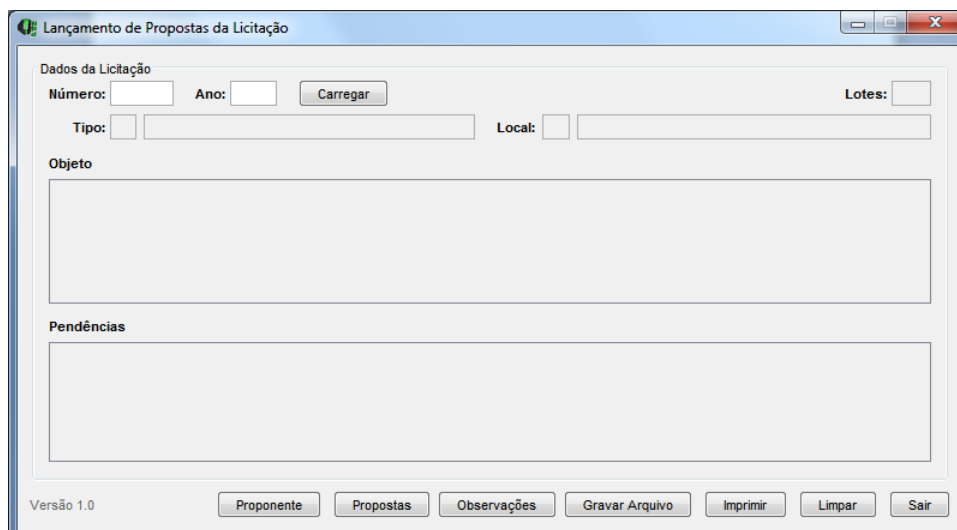 Lançamento de Propostas da Licitação
Dados da Licitação
Número: Ano: Carregar Lotes:
Tipo: Local:
Objeto
Pendências
Versão 1.0 Proponente Propostas Observações Gravar Arquivo Imprimir Limpar Sair